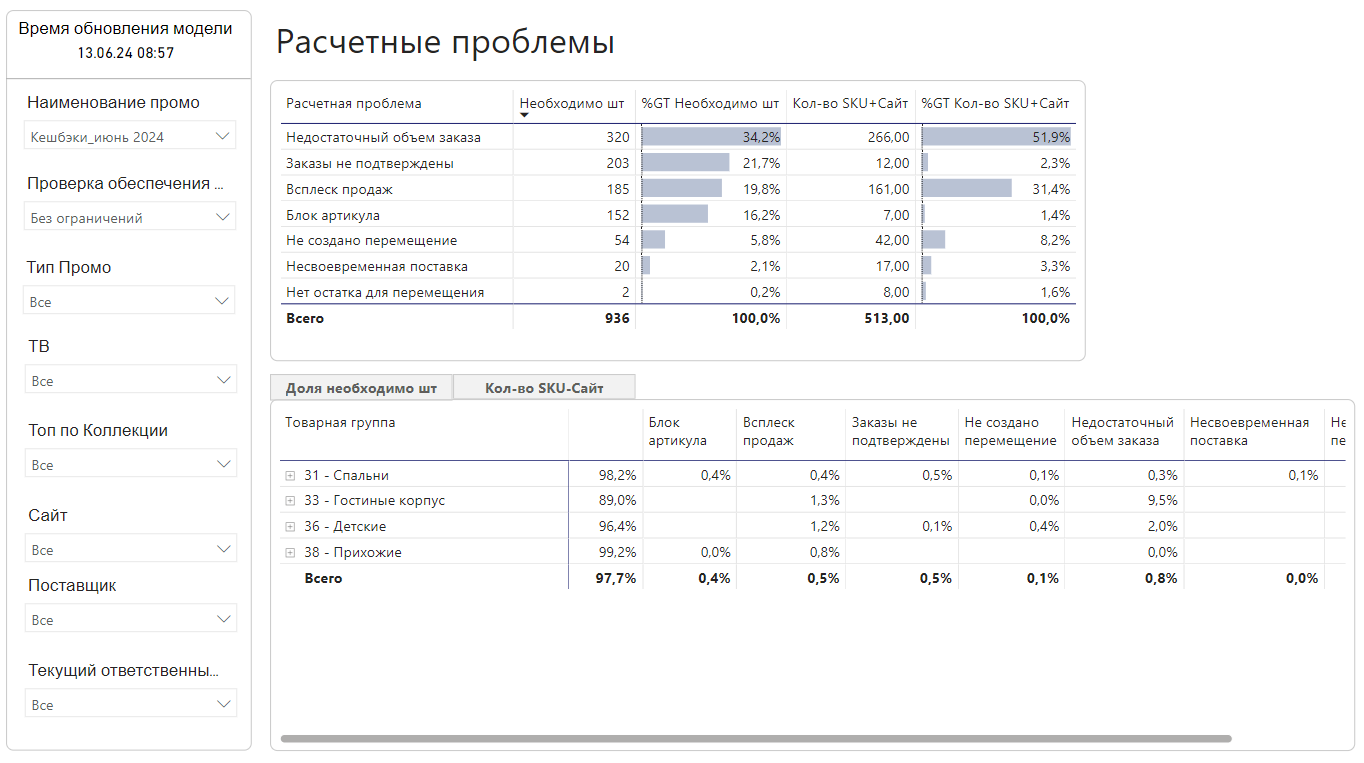 Время обновления модели
13.06.24 08:57
Наименование промо
Кешбэки_июнь 2024
Проверка обеспечения ...
Без ограничений
Тип Промо
Все
ТВ
Все
Топ по Коллекции
Все
Сайт
Все
Поставщик
Все
Текущий ответственны...
Все
Расчетные проблемы
Расчетная проблема Необходимо шт %GT Необходимо шт Кол-во SKU+Сайт %GT Кол-во SKU+Сайт
Недостаточный объем заказа 320 34,2% 266,00 51,9%
Заказы не подтверждены 203 21,7% 12,00 2,3%
Всплеск продаж 185 19,8% 161,00 31,4%
Блок артикула 152 16,2% 7,00 1,4%
Не создано перемещение 54 5,8% 42,00 8,2%
Несвоевременная поставка 20 2,1% 17,00 3,3%
Нет остатка для перемещения 2 0,2% 8,00 1,6%
Всего 936 100,0% 513,00 100,0%
Доля необходимо шт Кол-во SKU-Сайт
Товарная группа Блок Всплеск Заказы не Не создано Недостаточный Несвоевременная Не
артикула продаж подтверждены перемещение объем заказа поставка пе
31 - Спальни 98,2% 0,4% 0,4% 0,5% 0,1% 0,3% 0,1%
33 - Гостиные корпус 89,0% 1,3% 0,0% 9,5%
36 - Детские 96,4% 1,2% 0,1% 0,4% 2,0%
38 - Прихожие 99,2% 0,0% 0,8% 0,0%
Всего 97,7% 0,4% 0,5% 0,5% 0,1% 0,8% 0,0%